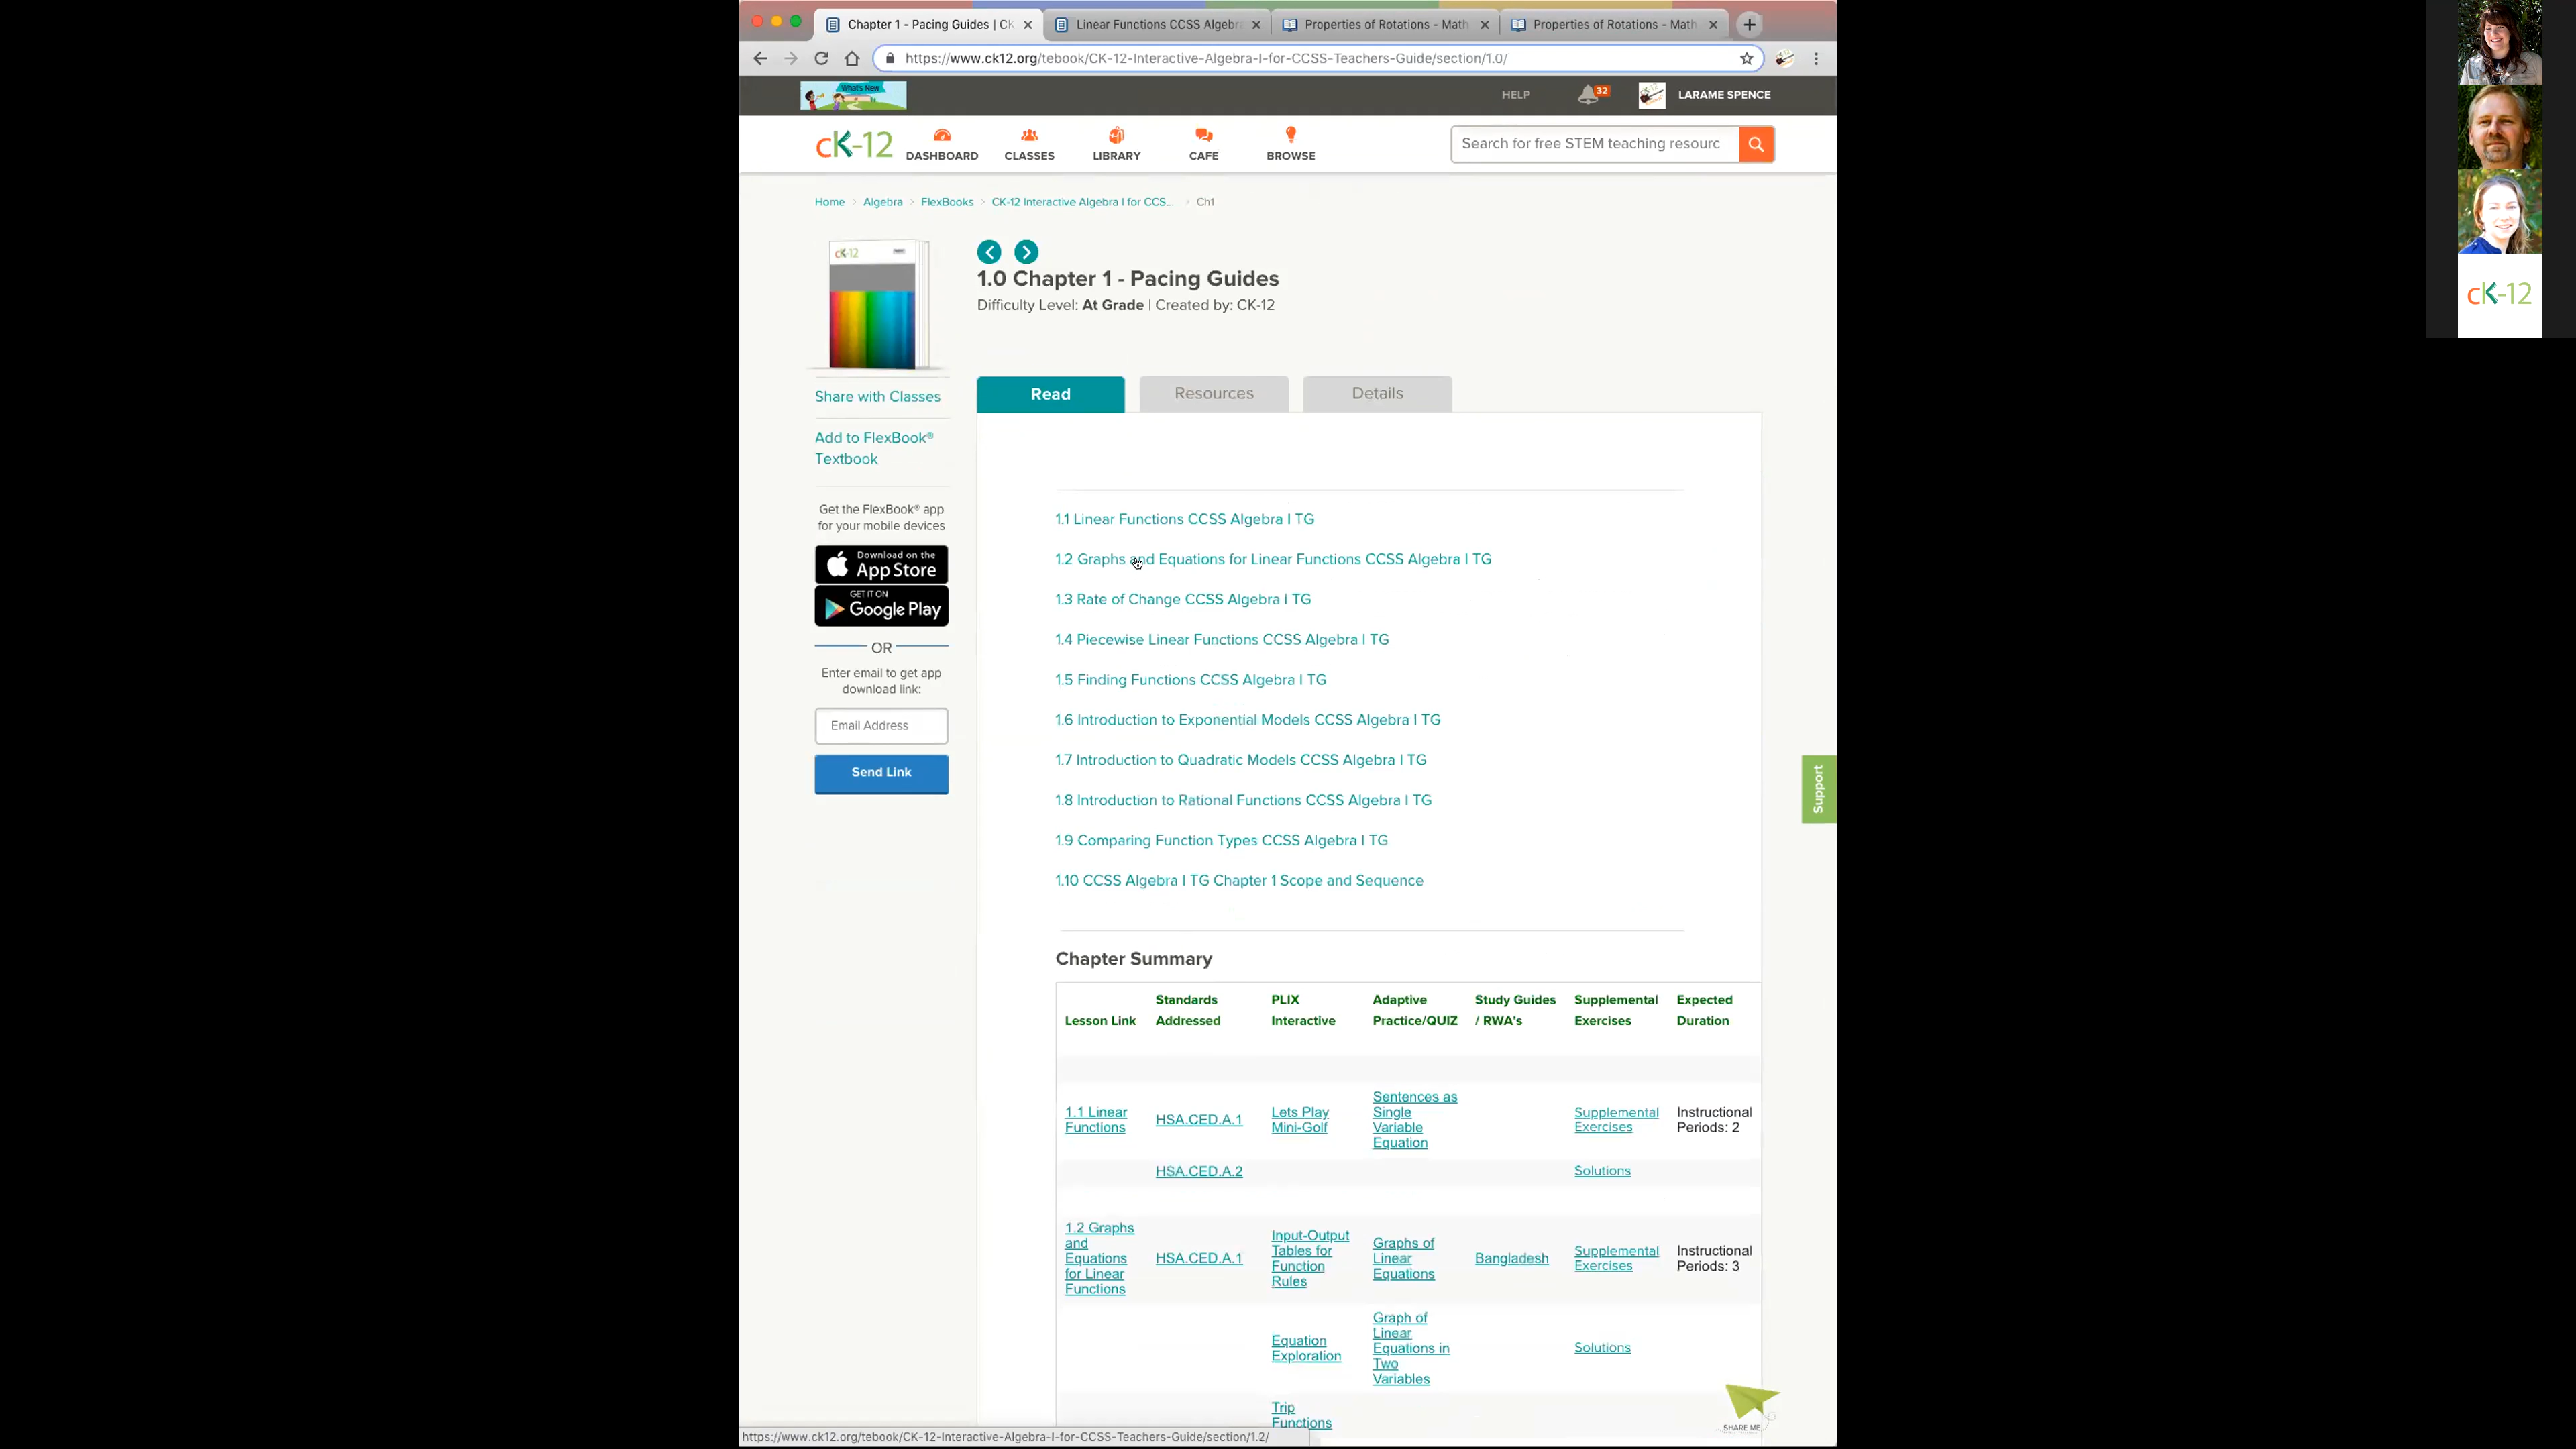 Chapter 1 - Pacing Guides | CK
Linear Functions CCSS Algebra
Properties of Rotations - Math
Properties of Rotations - Math
https://www.ck12.org/tebook/CK-12-Interactive-Algebra-I-for-CCSS-Teachers-Guide/section/1.0/
What's New
HELP
32
LARAME SPENCE
cK-12
DASHBOARD
CLASSES
LIBRARY
CAFE
BROWSE
Search for free STEM teaching resourc
Home > Algebra > FlexBooks > CK-12 Interactive Algebra I for CCS... > Ch1
cK-12
1.0 Chapter 1 - Pacing Guides
Difficulty Level: At Grade | Created by: CK-12
Read
Resources
Details
Share with Classes
Add to FlexBook®
Textbook
Get the FlexBook® app
for your mobile devices
Download on the
App Store
GET IT ON
Google Play
OR
Enter email to get app
download link:
Email Address
Send Link
1.1 Linear Functions CCSS Algebra I TG
1.2 Graphs and Equations for Linear Functions CCSS Algebra I TG
1.3 Rate of Change CCSS Algebra I TG
1.4 Piecewise Linear Functions CCSS Algebra I TG
1.5 Finding Functions CCSS Algebra I TG
1.6 Introduction to Exponential Models CCSS Algebra I TG
1.7 Introduction to Quadratic Models CCSS Algebra I TG
1.8 Introduction to Rational Functions CCSS Algebra I TG
1.9 Comparing Function Types CCSS Algebra I TG
1.10 CCSS Algebra I TG Chapter 1 Scope and Sequence
Support
Chapter Summary
Lesson Link
Standards
Addressed
PLIX
Interactive
Adaptive
Practice/QUIZ
Study Guides
/ RWA's
Supplemental
Exercises
Expected
Duration
1.1 Linear
Functions
HSA.CED.A.1
Lets Play
Mini-Golf
Sentences as
Single
Variable
Equation
Supplemental
Exercises
Instructional
Periods: 2
HSA.CED.A.2
Solutions
1.2 Graphs
and
Equations
for Linear
Functions
HSA.CED.A.1
Input-Output
Tables for
Function
Rules
Graphs of
Linear
Equations
Bangladesh
Supplemental
Exercises
Instructional
Periods: 3
Equation
Exploration
Graph of
Linear
Equations in
Two
Variables
Solutions
Trip
Functions
SHARE ME
https://www.ck12.org/tebook/CK-12-Interactive-Algebra-I-for-CCSS-Teachers-Guide/section/1.2/
cK-12